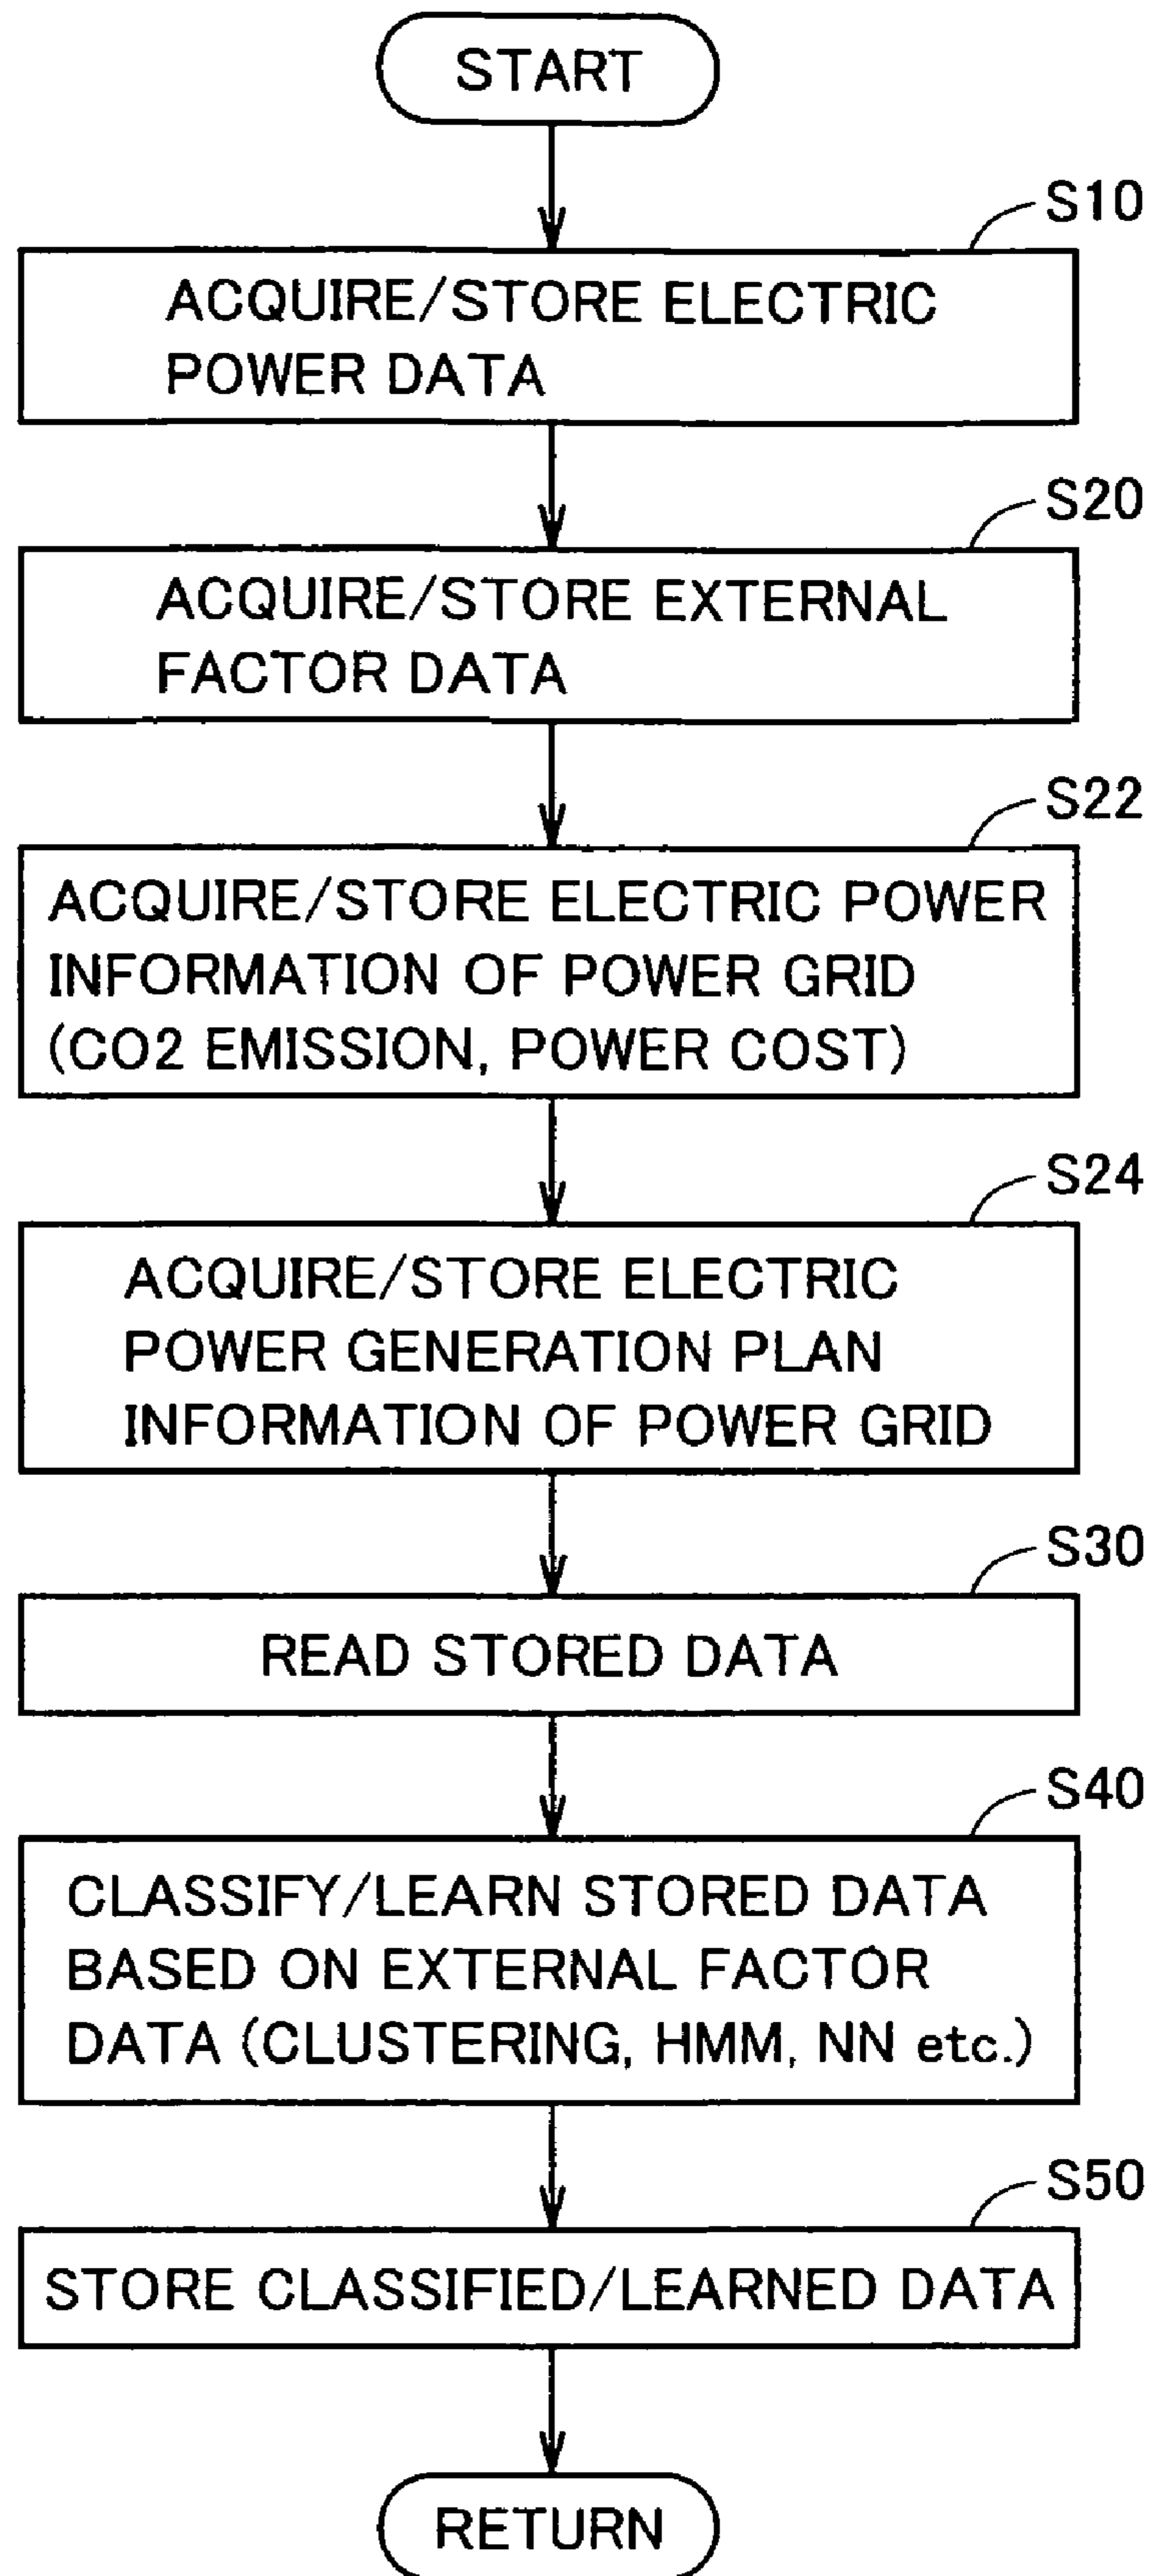 START
S10
ACQUIRE/STORE ELECTRIC
POWER DATA
S20
ACQUIRE/STORE EXTERNAL
FACTOR DATA
S22
ACQUIRE/STORE ELECTRIC POWER
INFORMATION OF POWER GRID
(CO2 EMISSION, POWER COST)
S24
ACQUIRE/STORE ELECTRIC
POWER GENERATION PLAN
INFORMATION OF POWER GRID
S30
READ STORED DATA
S40
CLASSIFY/LEARN STORED DATA
BASED ON EXTERNAL FACTOR
DATA (CLUSTERING, HMM, NN etc.)
S50
STORE CLASSIFIED/LEARNED DATA
RETURN